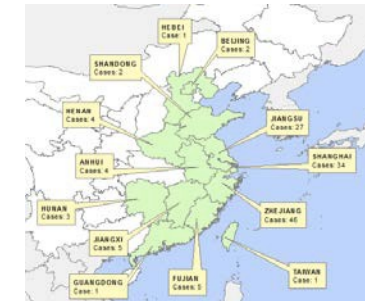 HEBEI
Case: 1
BEIJING
Cases: 2
SHANDONG
Cases: 2
HENAN
Cases: 4
JIANGSU
Cases: 27
ANHUI
Cases: 4
SHANGHAI
Cases: 34
HUNAN
Cases: 3
ZHEJIANG
Cases: 46
JIANGXI
Cases: 5
GUANGDONG
Case: 1
FUJIAN
Cases: 5
TAIWAN
Case: 1